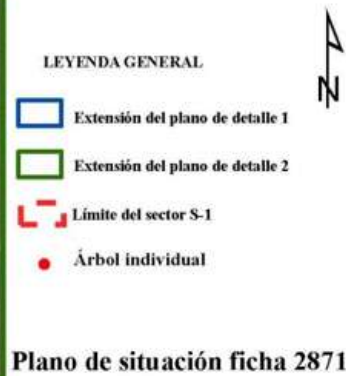 N
LEYENDA GENERAL
Extensión del plano de detalle 1
Extensión del plano de detalle 2
Límite del sector S-1
Árbol individual
Plano de situación ficha 2871